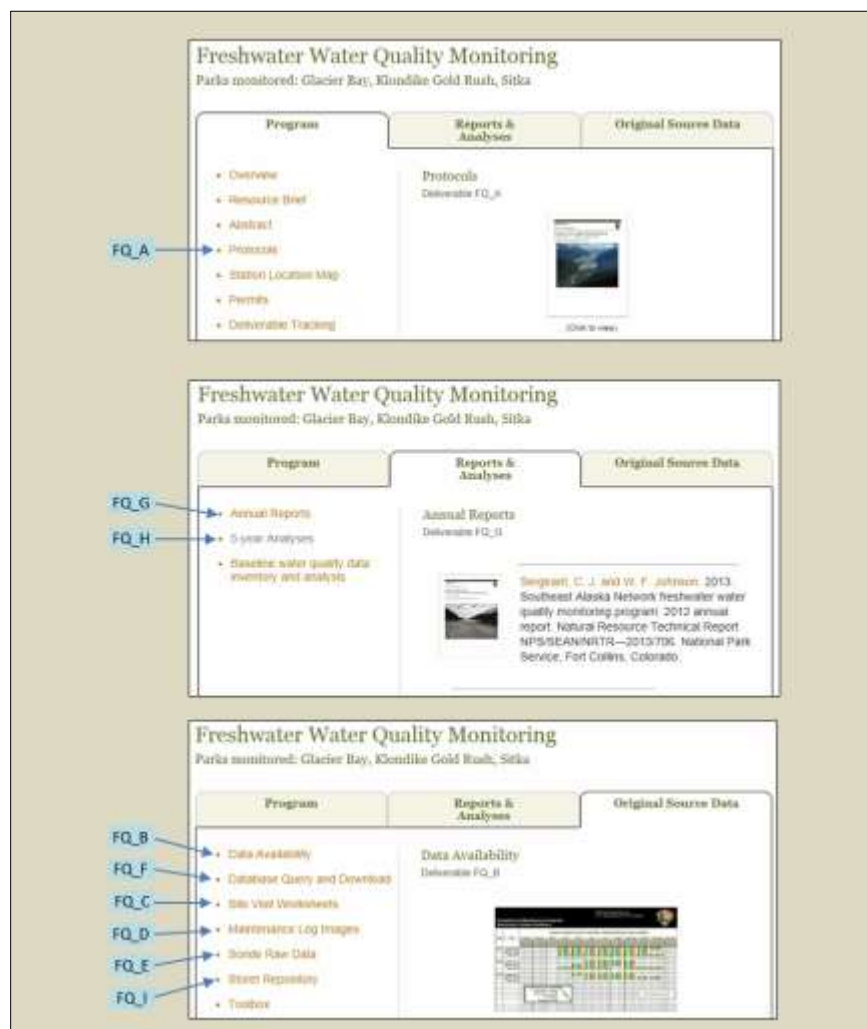 Freshwater Water Quality Monitoring
Parks monitored: Glacier Bay, Klondike Gold Rush, Sitka
Program
Reports &
Analyses
Original Source Data
• Overview
• Resource Brief
• Abstract
FQ_A
• Protocols
• Station Location Map
• Permits
• Deliverable Tracking
Protocols
Deliverable FQ_A
(Click to view)
Freshwater Water Quality Monitoring
Parks monitored: Glacier Bay, Klondike Gold Rush, Sitka
Program
Reports &
Analyses
Original Source Data
FQ_G
• Annual Reports
FQ_H
• 5-year Analyses
• Baseline water quality data
inventory and analysis
Annual Reports
Deliverable FQ_G
Sergeant, C. J. and W. F. Johnson. 2013.
Southeast Alaska Network freshwater water
quality monitoring program: 2012 annual
report. Natural Resource Technical Report
NPS/SEAN/NRTR—2013/706. National Park
Service, Fort Collins, Colorado.
Freshwater Water Quality Monitoring
Parks monitored: Glacier Bay, Klondike Gold Rush, Sitka
Program
Reports &
Analyses
Original Source Data
FQ_B
• Data Availability
FQ_F
• Database Query and Download
FQ_C
• Site Visit Worksheets
FQ_D
• Maintenance Log Images
FQ_E
• Sonde Raw Data
FQ_I
• Storet Repository
• Toolbox
Data Availability
Deliverable FQ_B